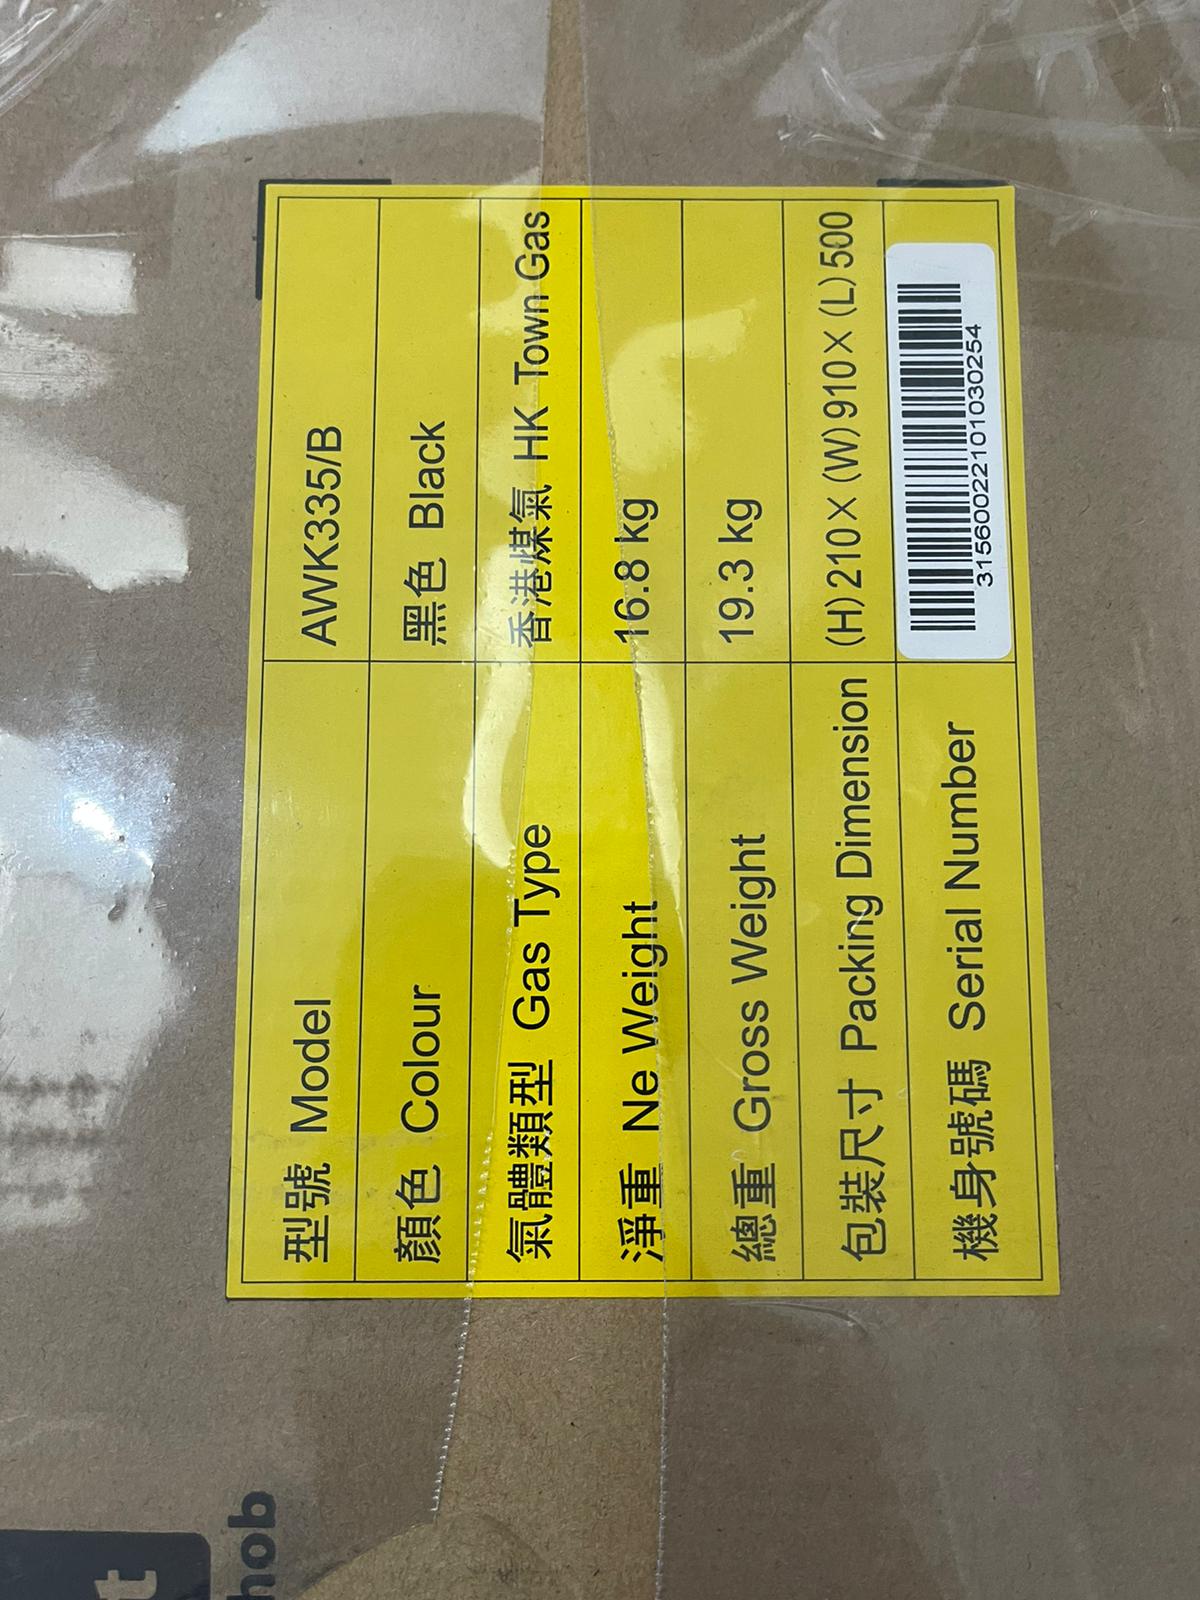 型號 Model AWK335/B
顏色 Colour 黑色 Black
氣體類型 Gas Type 香港煤氣 HK Town Gas
淨重 Ne Weight 16.8 kg
總重 Gross Weight 19.3 kg
包裝尺寸 Packing Dimension (H)210×(W)910×(L)500
機身號碼 Serial Number 3156002210103​0254
hob